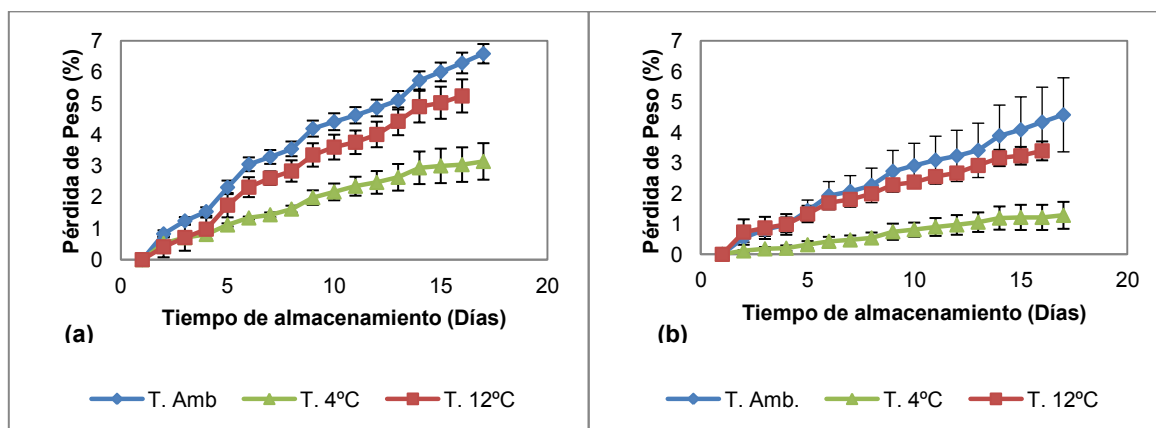 Pérdida de Peso (%)
7
6
5
4
3
2
1
0
0 5 10 15 20
Tiempo de almacenamiento (Días)
(a)
T. Amb T. 4ºC T. 12ºC
Pérdida de Peso (%)
7
6
5
4
3
2
1
0
0 5 10 15 20
Tiempo de almacenamiento (Días)
(b)
T. Amb. T. 4ºC T. 12ºC